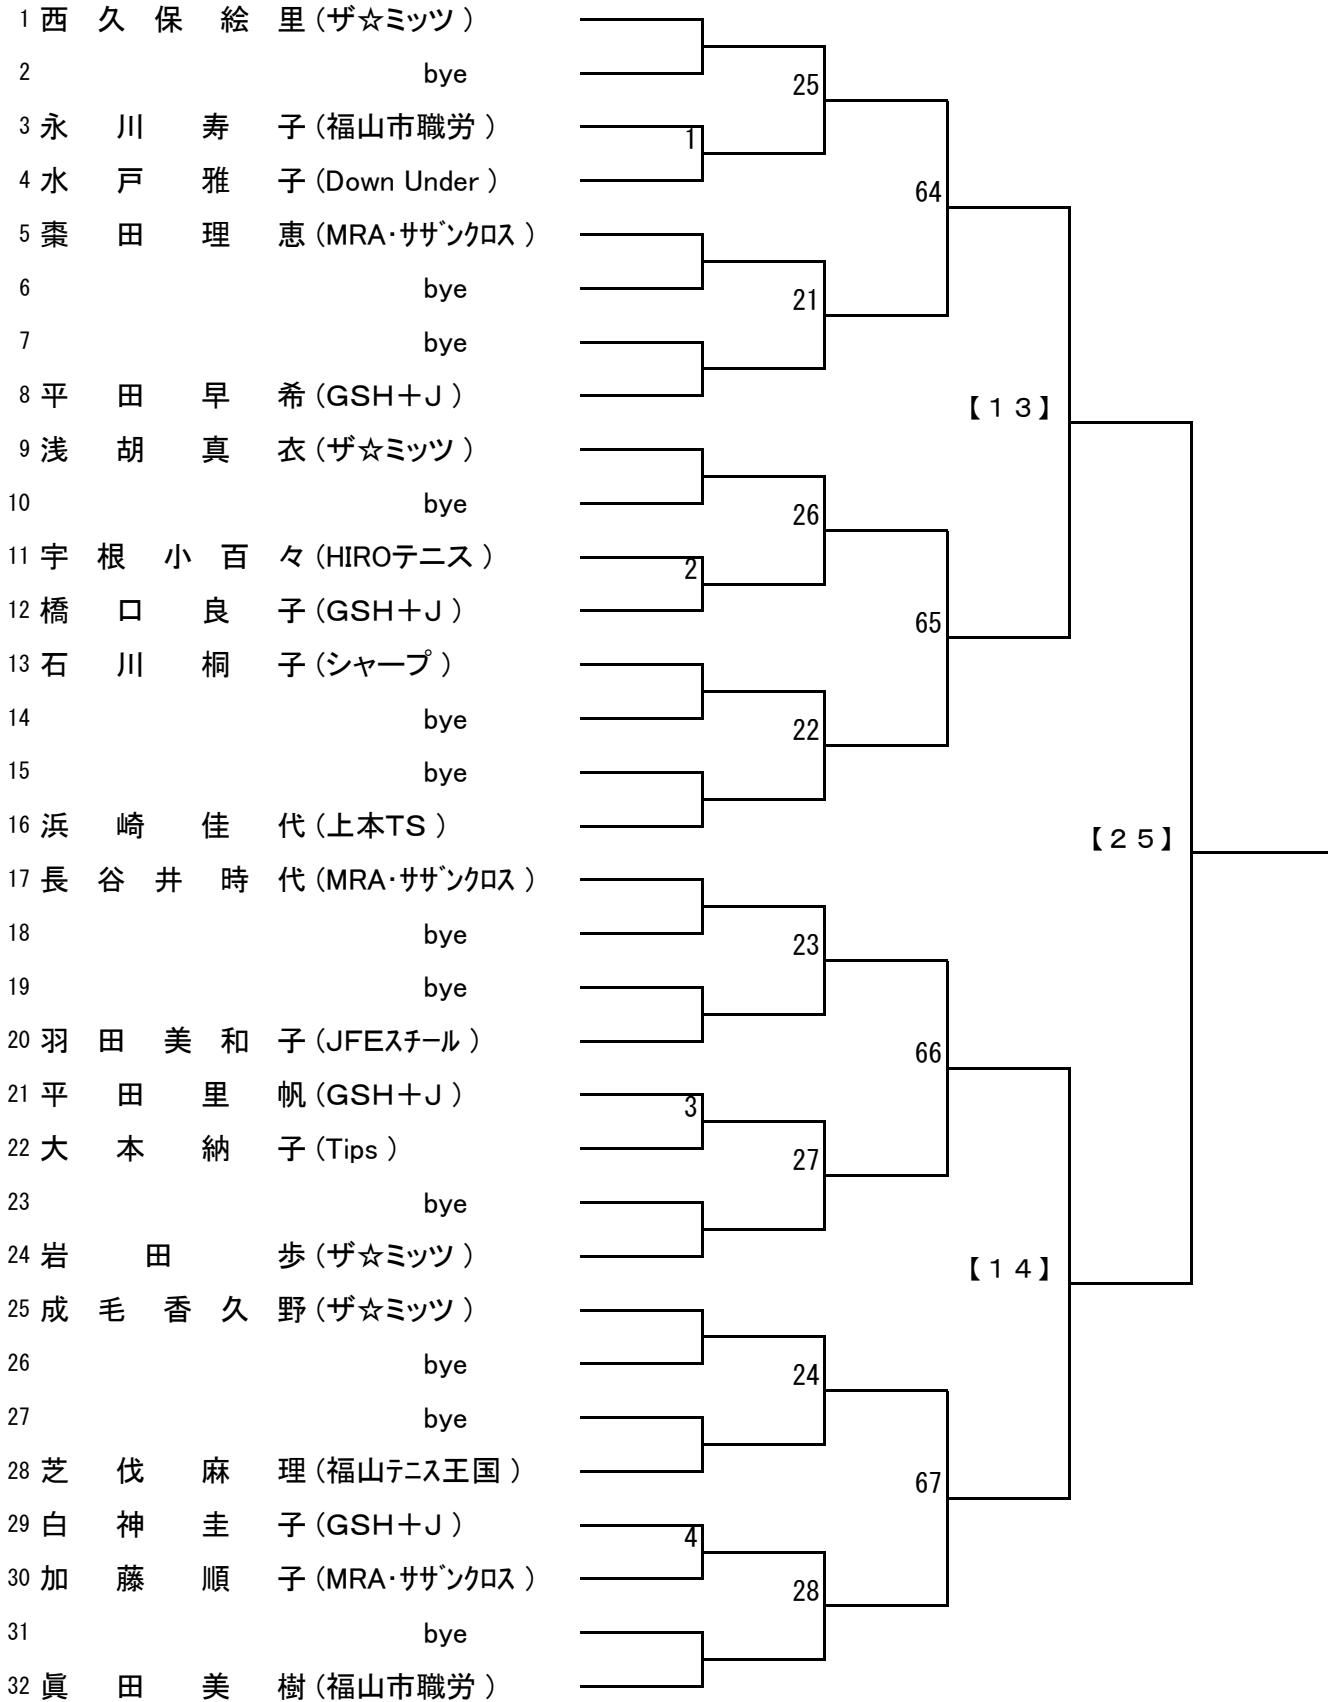 1 西久保絵里 (ザ☆ミッツ )
2 bye
25
3 永川寿子 (福山市職労 )
1
4 水戸雅子 (Down Under )
64
5 棗田理恵 (MRA・ｻｻﾞﾝｸﾛｽ )
6 bye
21
7 bye
8 平田早希 (GSH＋J )
【１３】
9 浅胡真衣 (ザ☆ミッツ )
10 bye
26
11 宇根小百々 (HIROテニス )
2
12 橋口良子 (GSH＋J )
65
13 石川桐子 (シャープ )
14 bye
22
15 bye
16 浜崎佳代 (上本TS )
【２５】
17 長谷井時代 (MRA・ｻｻﾞﾝｸﾛｽ )
18 bye
23
19 bye
20 羽田美和子 (JFEｽﾁｰﾙ )
66
21 平田里帆 (GSH＋J )
3
22 大本納子 (Tips )
27
23 bye
24 岩田歩 (ザ☆ミッツ )
【１４】
25 成毛香久野 (ザ☆ミッツ )
26 bye
24
27 bye
28 芝伐麻理 (福山ﾃﾆｽ王国 )
67
29 白神圭子 (GSH＋J )
4
30 加藤順子 (MRA・ｻｻﾞﾝｸﾛｽ )
28
31 bye
32 眞田美樹 (福山市職労 )